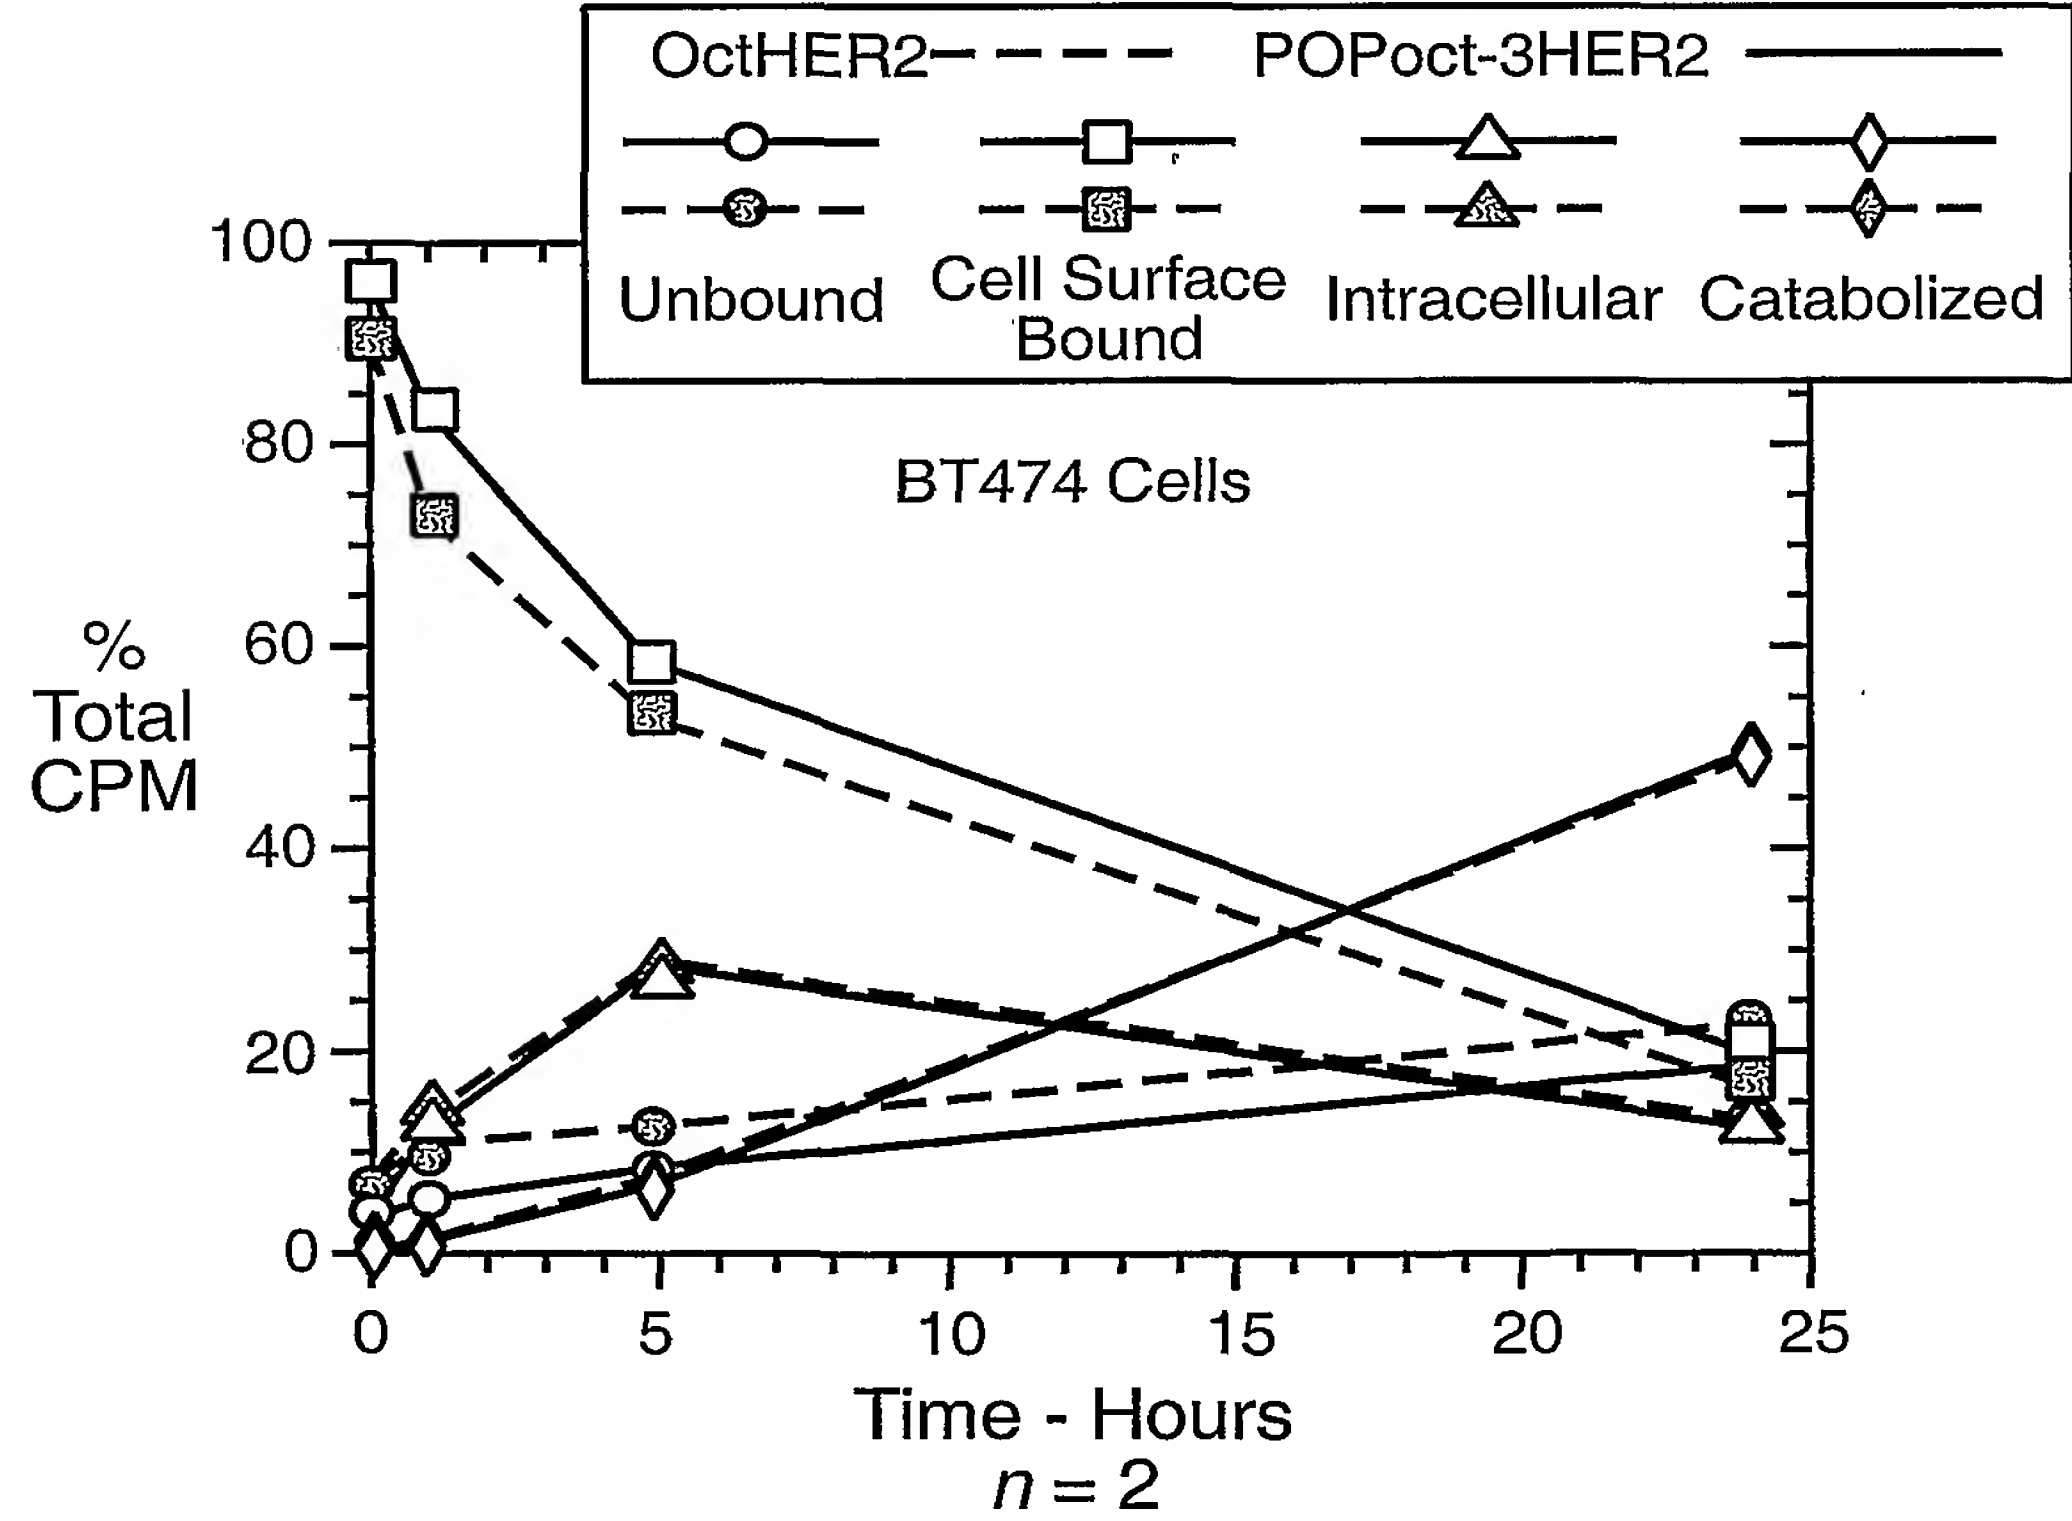 OctHER2 POPoct-3HER2
Unbound Cell Surface Bound Intracellular Catabolized
BT474 Cells
% Total CPM
100
80
60
40
20
0
0 5 10 15 20 25
Time - Hours
n = 2